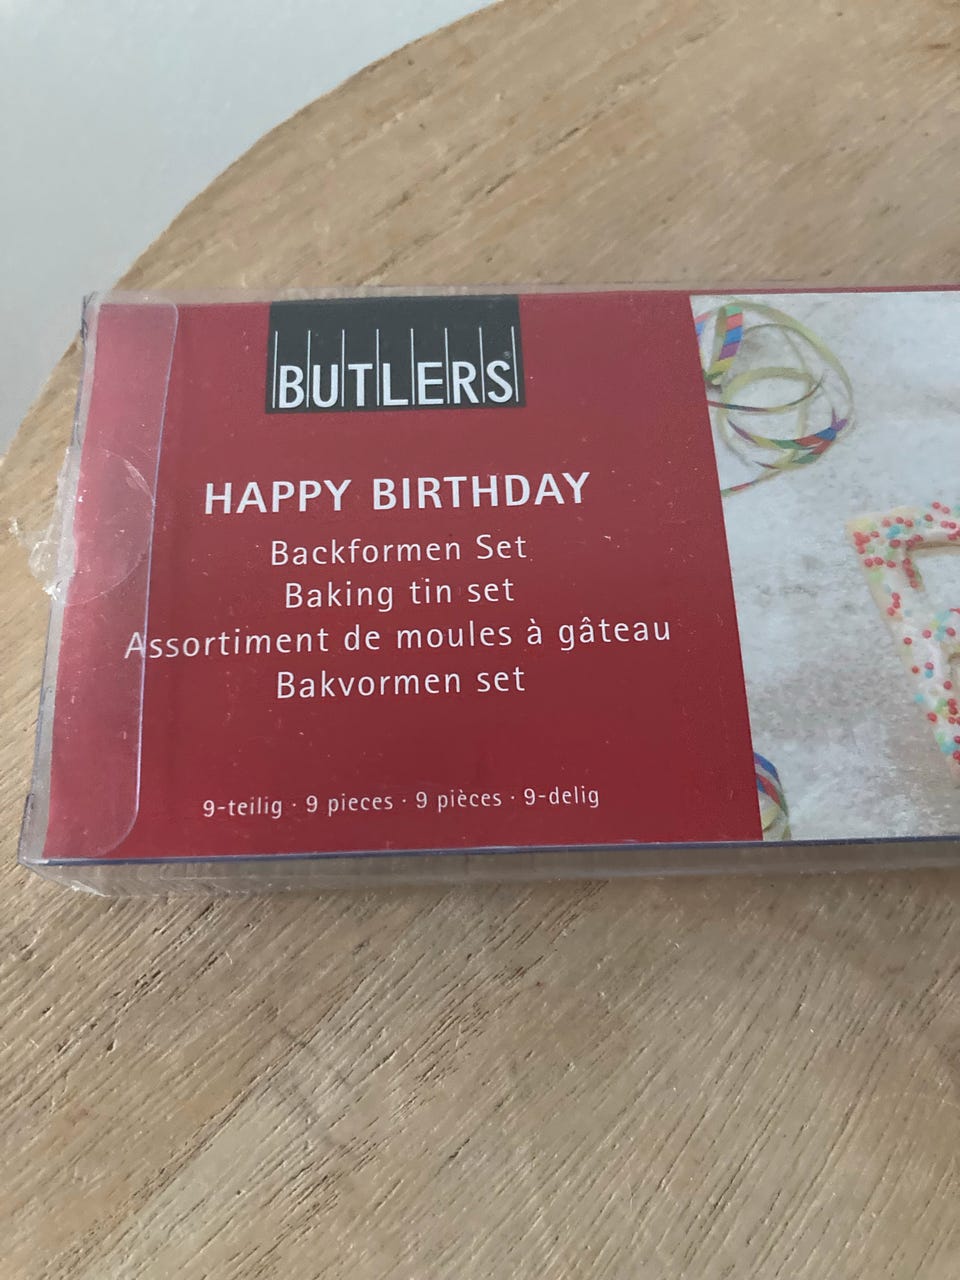 BUTLERS
HAPPY BIRTHDAY
Backformen Set
Baking tin set
Assortiment de moules à gâteau
Bakvormen set
9-teilig · 9 pieces · 9 pièces · 9-delig